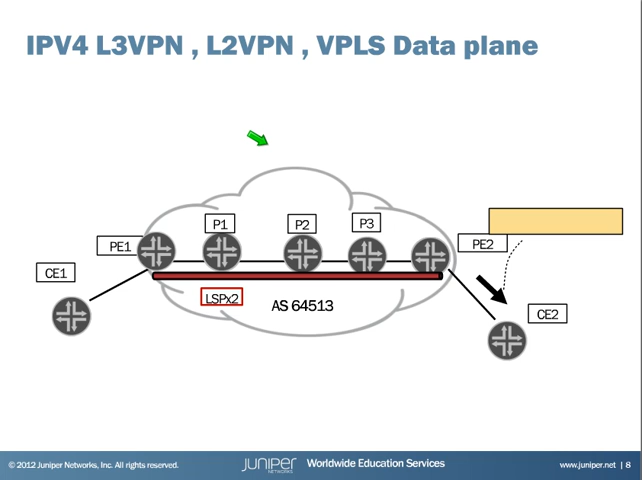 IPV4 L3VPN , L2VPN , VPLS Data plane
P1
P2
P3
PE1
PE2
CE1
LSPx2
AS 64513
CE2
© 2012 Juniper Networks, Inc. All rights reserved.
JUNIPER
NETWORKS
Worldwide Education Services
www.juniper.net | 8